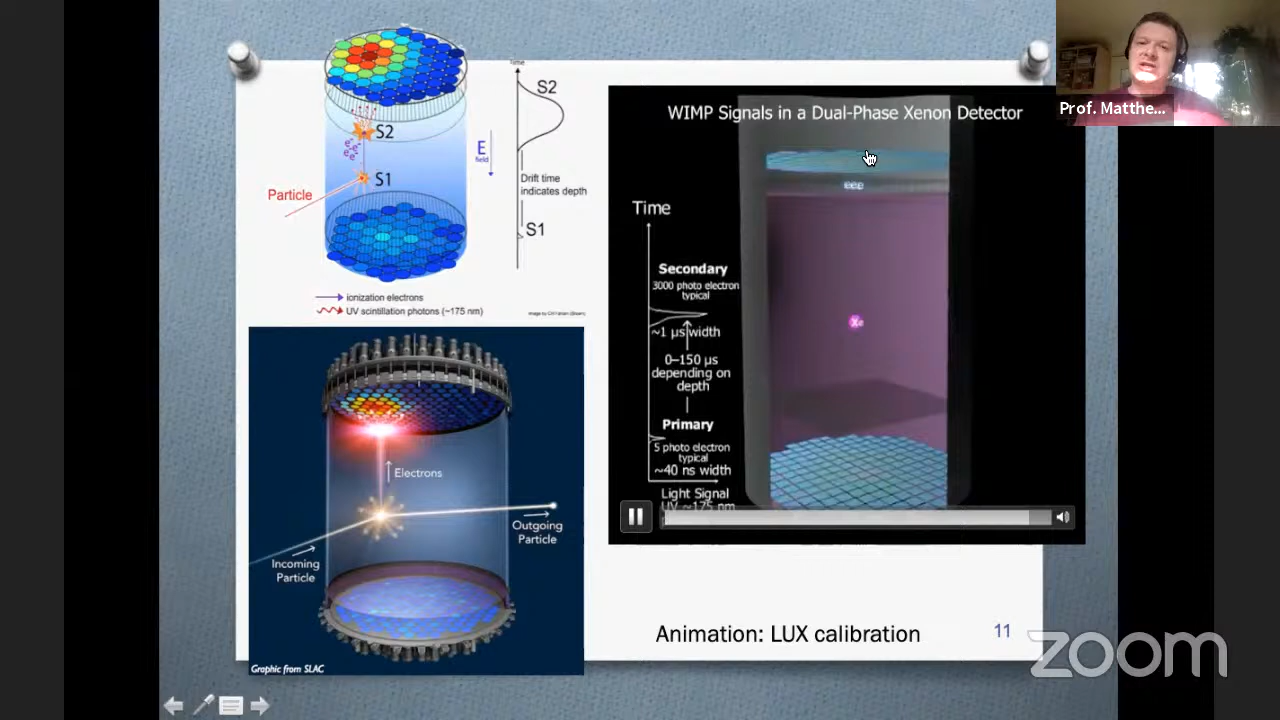 Time
S2
S2
E
field
e-
e-
Particle
S1
Drift time
indicates depth
S1
ionization electrons
UV scintillation photons (~175 nm)
Electrons
Outgoing
Particle
Incoming
Particle
Graphic from SLAC
WIMP Signals in a Dual-Phase Xenon Detector
Time
Secondary
3000 photo electron
typical
~1 µs width
0–150 µs
depending on
depth
Primary
5 photo electron
typical
~40 ns width
Light Signal
UV ~175 nm
Xe
Animation: LUX calibration
11
Prof. Matthe...
zoom